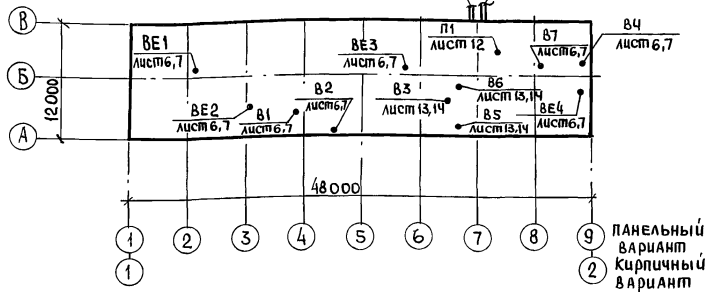 В
ВЕ1
ЛИСТ 6,7
ВЕ3
ЛИСТ 6,7
П1
ЛИСТ 12
В7
ЛИСТ 6,7
В4
ЛИСТ 6,7
Б
12000
ВЕ2
ЛИСТ 6,7
В1
ЛИСТ 6,7
В2
ЛИСТ 6,7
В3
ЛИСТ 13,14
В6
ЛИСТ 13,14
В5
ЛИСТ 13,14
ВЕ4
ЛИСТ 6,7
А
48000
1 2 3 4 5 6 7 8 9 ПАНЕЛЬНЫЙ
ВАРИАНТ
1 2 КИРПИЧНЫЙ
ВАРИАНТ